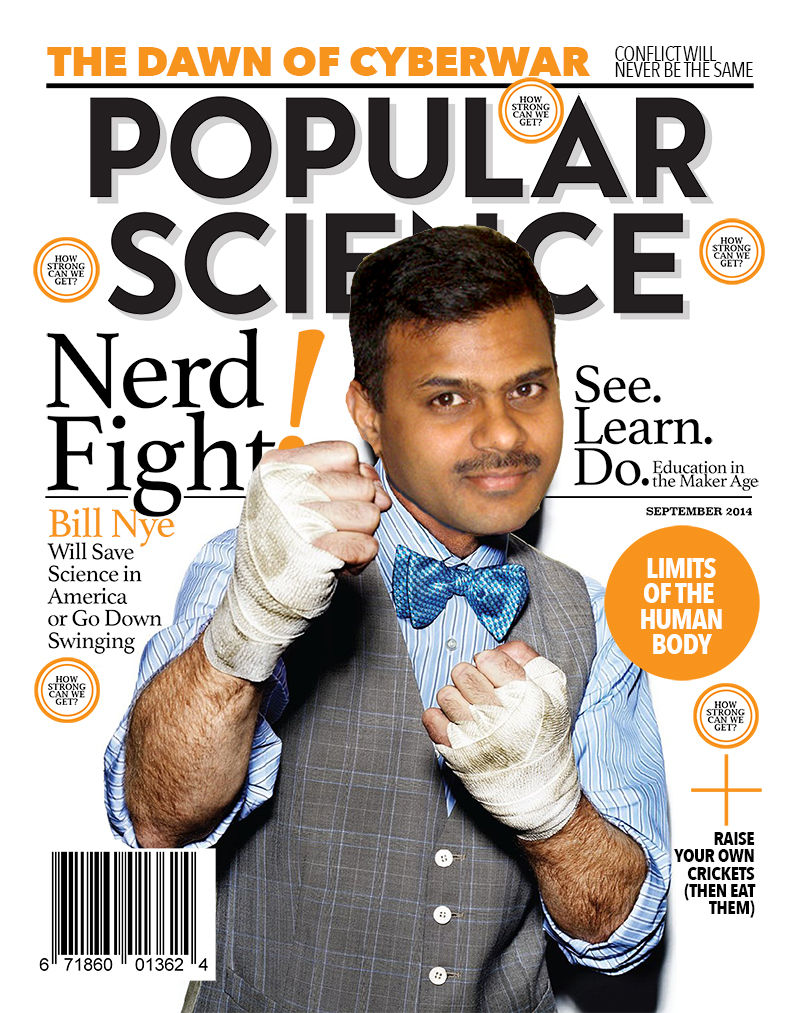 THE DAWN OF CYBERWAR
CONFLICT WILL
NEVER BE THE SAME
POPULAR
HOW
STRONG
CAN WE
GET?
SCIENCE
HOW
STRONG
CAN WE
GET?
HOW
STRONG
CAN WE
GET?
Nerd
Fight!
See.
Learn.
Do. Education in
the Maker Age
SEPTEMBER 2014
Bill Nye
Will Save
Science in
America
or Go Down
Swinging
LIMITS
OF THE
HUMAN
BODY
HOW
STRONG
CAN WE
GET?
HOW
STRONG
CAN WE
GET?
RAISE
YOUR OWN
CRICKETS
(THEN EAT
THEM)
6 71860 01362 4